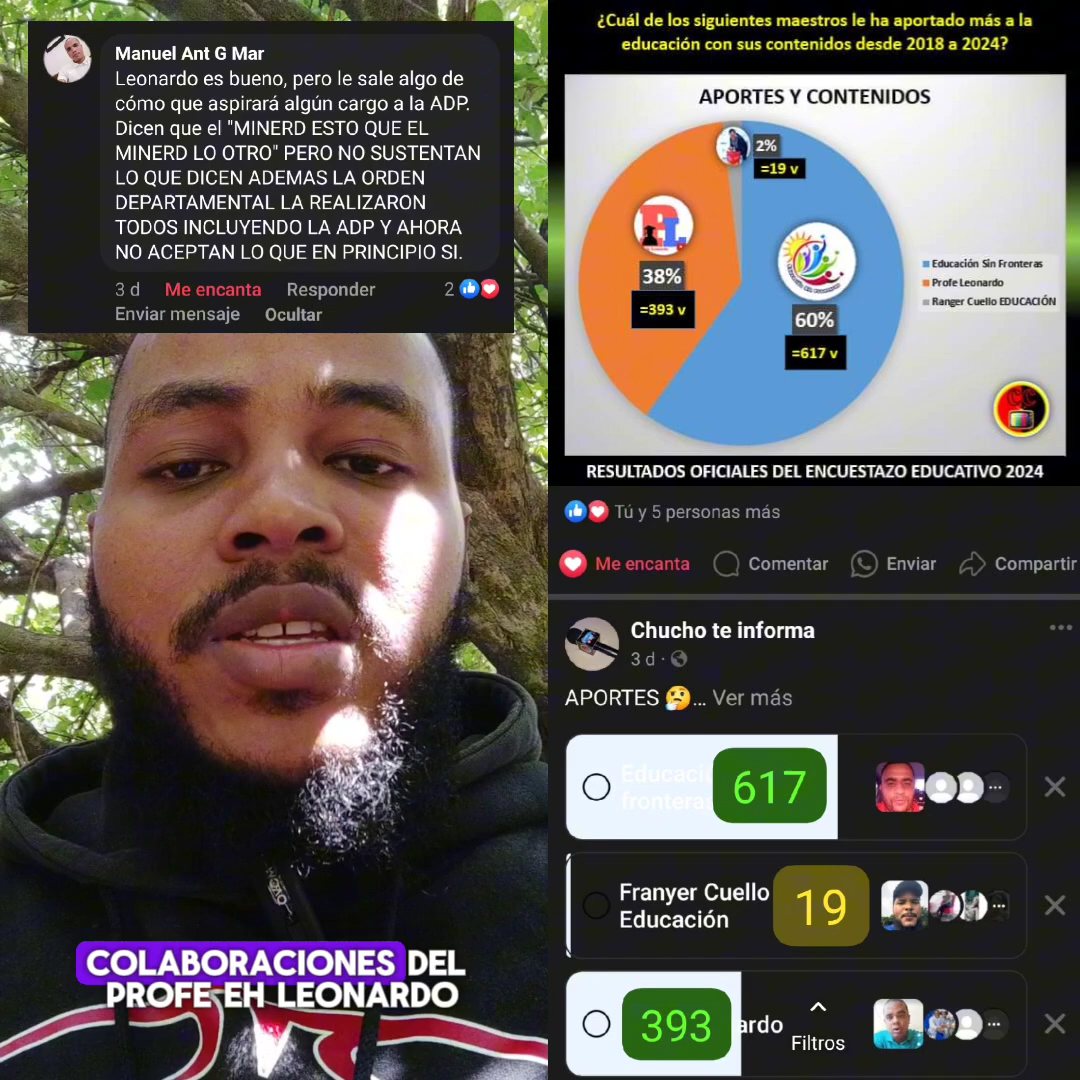 Manuel Ant G Mar
Leonardo es bueno, pero le sale algo de
cómo que aspirará algún cargo a la ADP.
Dicen que el "MINERD ESTO QUE EL
MINERD LO OTRO" PERO NO SUSTENTAN
LO QUE DICEN ADEMAS LA ORDEN
DEPARTAMENTAL LA REALIZARON
TODOS INCLUYENDO LA ADP Y AHORA
NO ACEPTAN LO QUE EN PRINCIPIO SI.
3 d Me encanta Responder 2
Enviar mensaje Ocultar
COLABORACIONES DEL
PROFE EH LEONARDO
¿Cuál de los siguientes maestros le ha aportado más a la
educación con sus contenidos desde 2018 a 2024?
APORTES Y CONTENIDOS
2%
=19 v
38%
=393 v
60%
=617 v
Educación Sin Fronteras
Profe Leonardo
Ranger Cuello EDUCACIÓN
RESULTADOS OFICIALES DEL ENCUESTAZO EDUCATIVO 2024
Tú y 5 personas más
Me encanta Comentar Enviar Compartir
Chucho te informa
3 d
APORTES 🤔... Ver más
617
fronteras
Franyer Cuello 19
Educación
393 ardo
Filtros